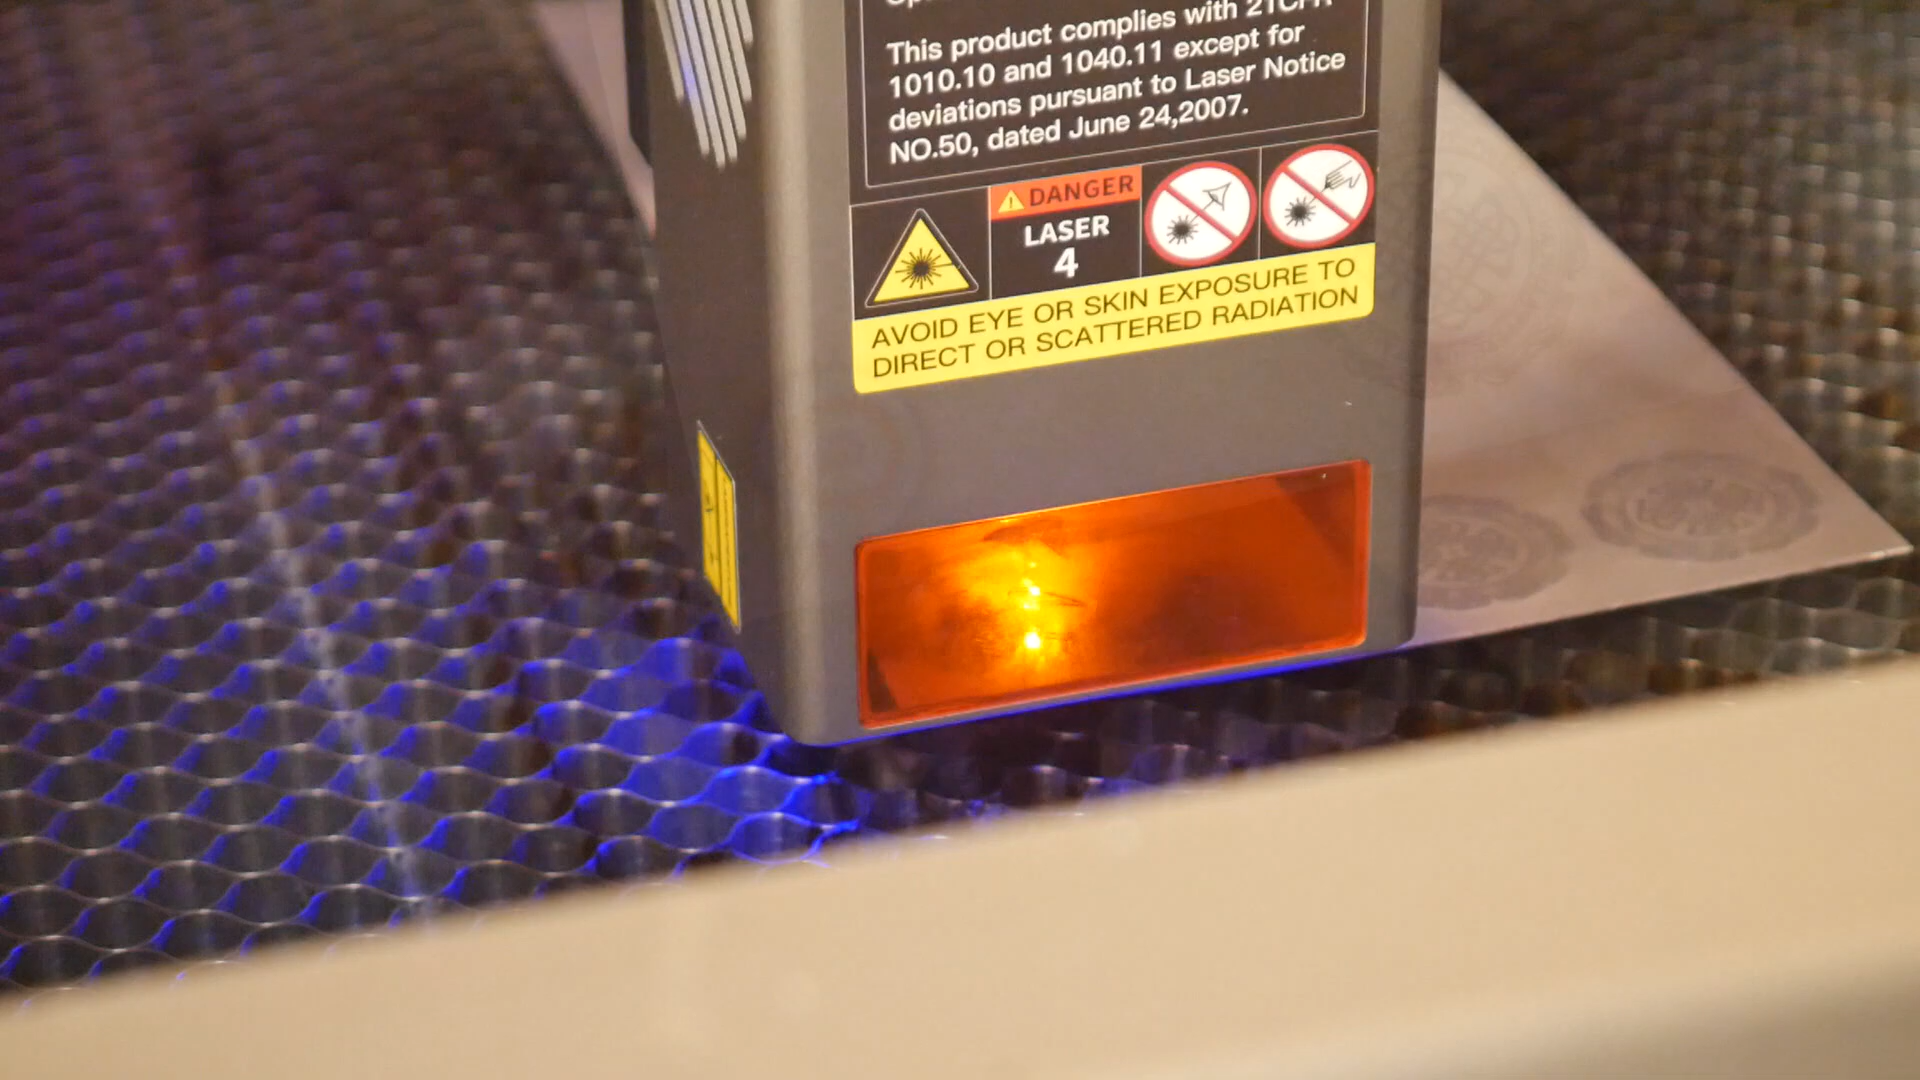 This product complies with 21CFR
1010.10 and 1040.11 except for
deviations pursuant to Laser Notice
NO.50, dated June 24,2007.
DANGER
LASER
4
AVOID EYE OR SKIN EXPOSURE TO
DIRECT OR SCATTERED RADIATION